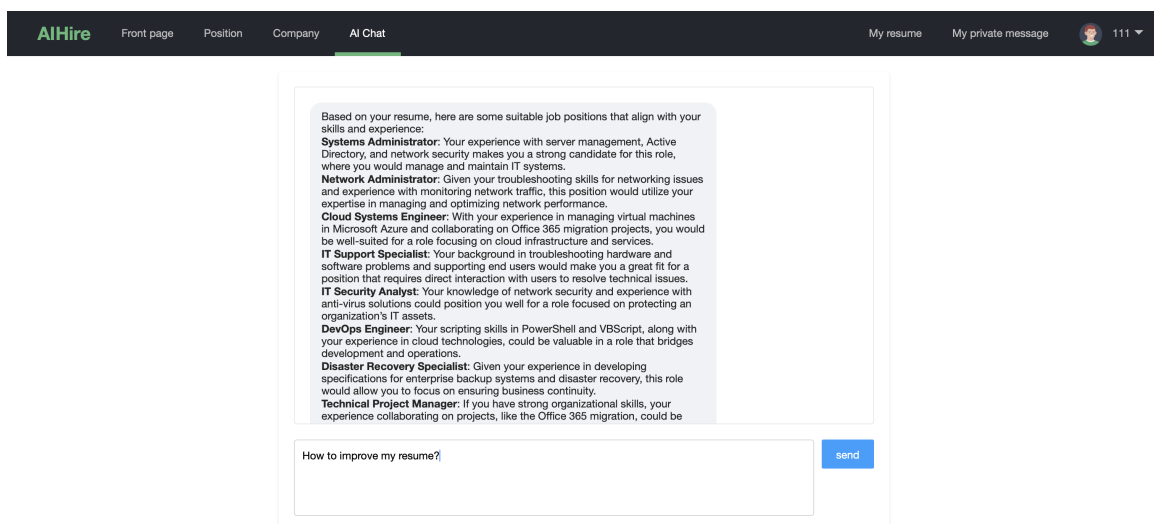 AIHire Front page Position Company AI Chat My resume My private message 111
Based on your resume, here are some suitable job positions that align with your
skills and experience:
Systems Administrator: Your experience with server management, Active
Directory, and network security makes you a strong candidate for this role,
where you would manage and maintain IT systems.
Network Administrator: Given your troubleshooting skills for networking issues
and experience with monitoring network traffic, this position would utilize your
expertise in managing and optimizing network performance.
Cloud Systems Engineer: With your experience in managing virtual machines
in Microsoft Azure and collaborating on Office 365 migration projects, you would
be well-suited for a role focusing on cloud infrastructure and services.
IT Support Specialist: Your background in troubleshooting hardware and
software problems and supporting end users would make you a great fit for a
position that requires direct interaction with users to resolve technical issues.
IT Security Analyst: Your knowledge of network security and experience with
anti-virus solutions could position you well for a role focused on protecting an
organization's IT assets.
DevOps Engineer: Your scripting skills in PowerShell and VBScript, along with
your experience in cloud technologies, could be valuable in a role that bridges
development and operations.
Disaster Recovery Specialist: Given your experience in developing
specifications for enterprise backup systems and disaster recovery, this role
would allow you to focus on ensuring business continuity.
Technical Project Manager: If you have strong organizational skills, your
experience collaborating on projects, like the Office 365 migration, could be
How to improve my resume?
send